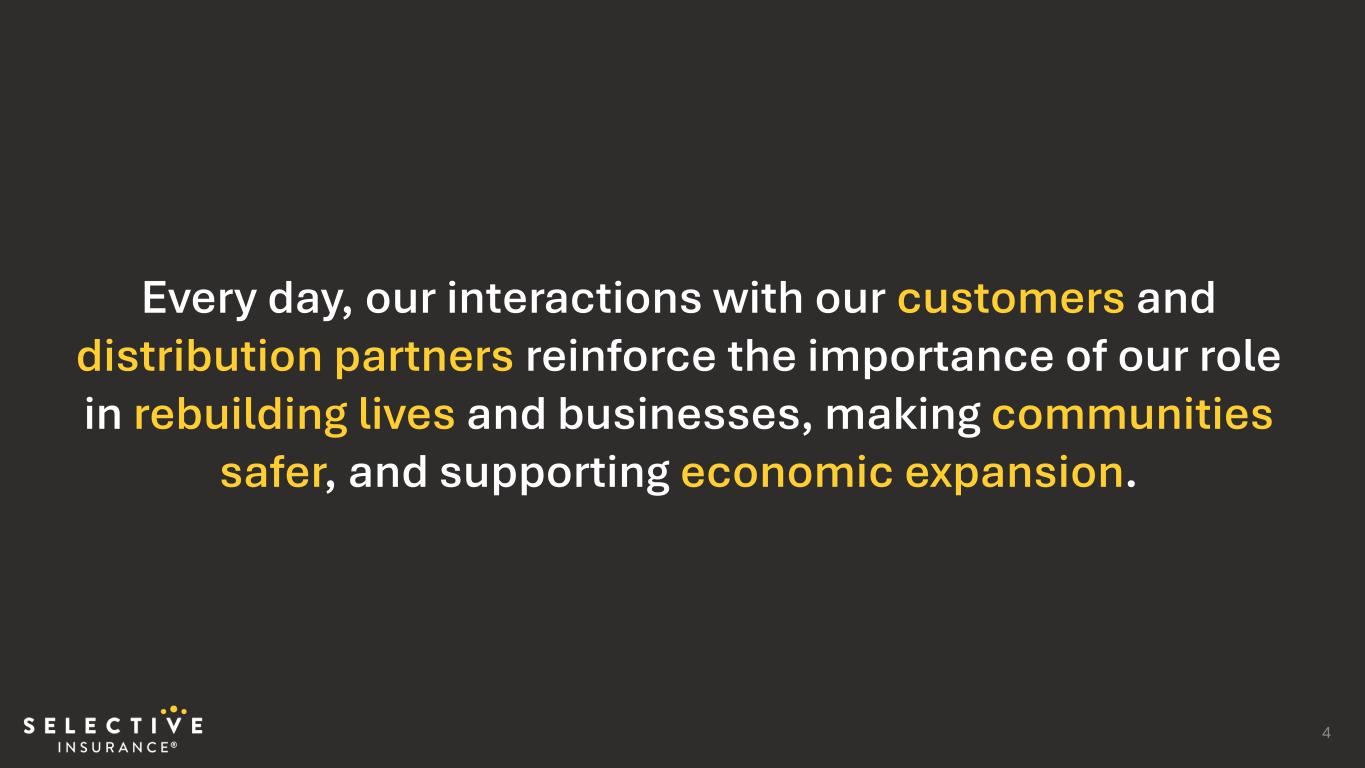 Every day, our interactions with our customers and
distribution partners reinforce the importance of our role
in rebuilding lives and businesses, making communities
safer, and supporting economic expansion.
SELECTIVE
INSURANCE®
4